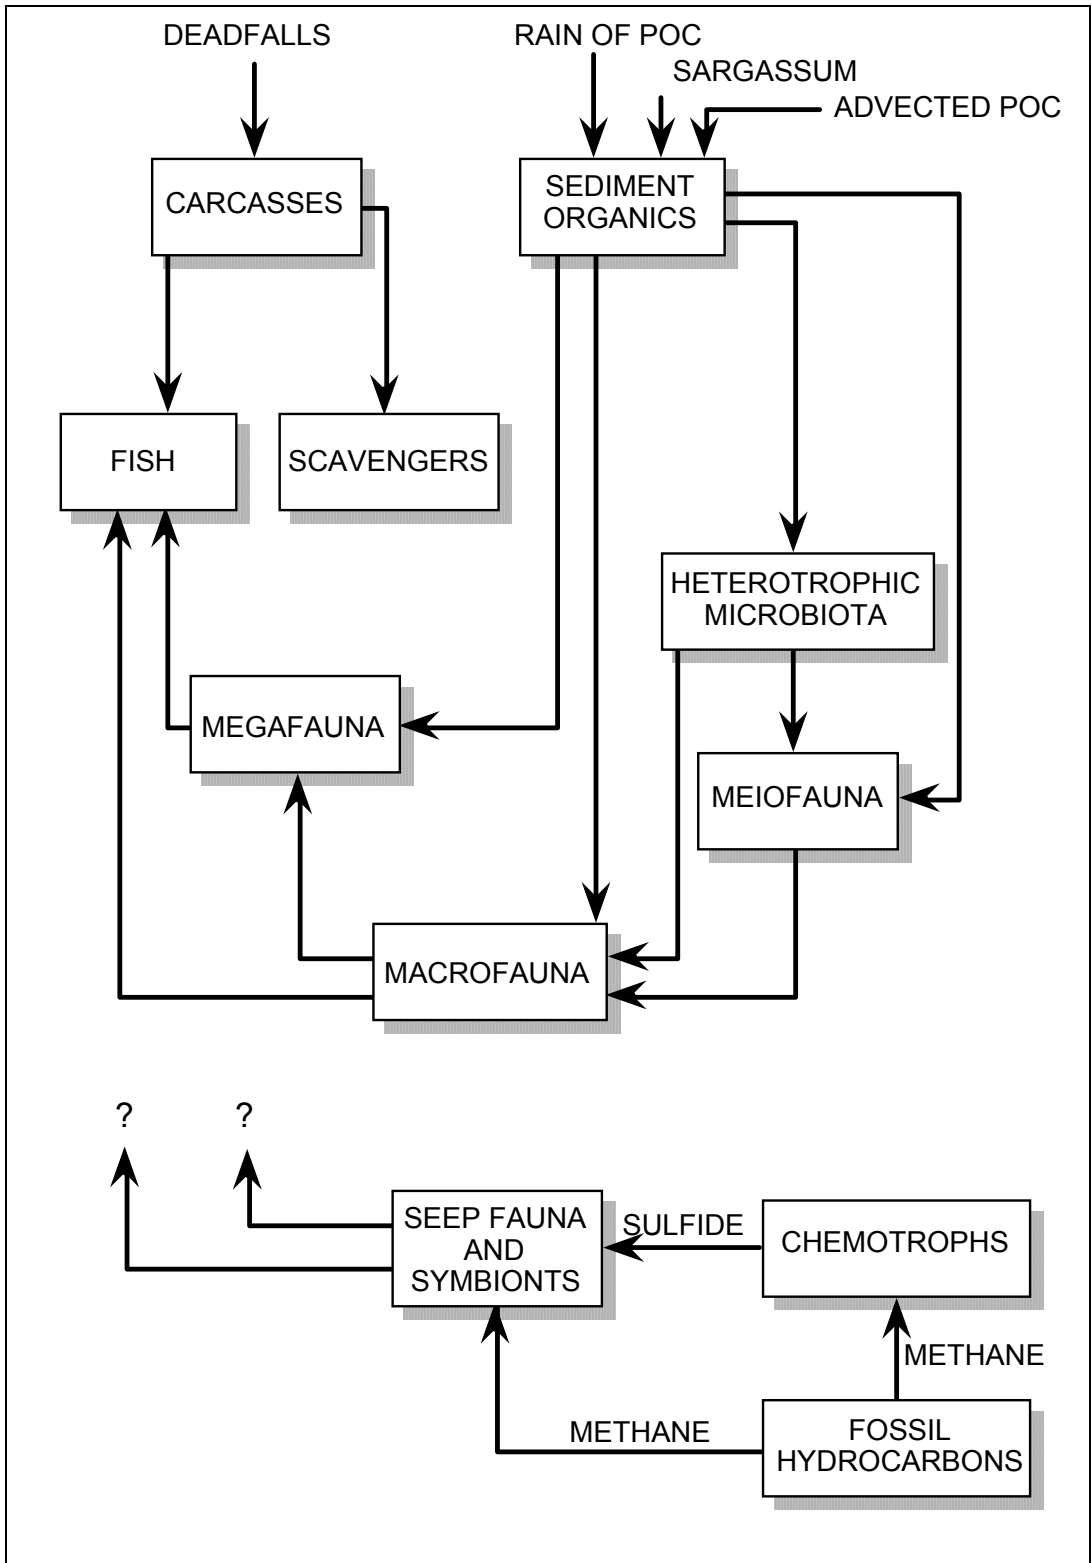 DEADFALLS
RAIN OF POC
SARGASSUM
ADVECTED POC
CARCASSES
SEDIMENT
ORGANICS
FISH
SCAVENGERS
HETEROTROPHIC
MICROBIOTA
MEGAFAUNA
MEIOFAUNA
MACROFAUNA
?
?
SEEP FAUNA
AND
SYMBIONTS
SULFIDE
CHEMOTROPHS
METHANE
METHANE
FOSSIL
HYDROCARBONS